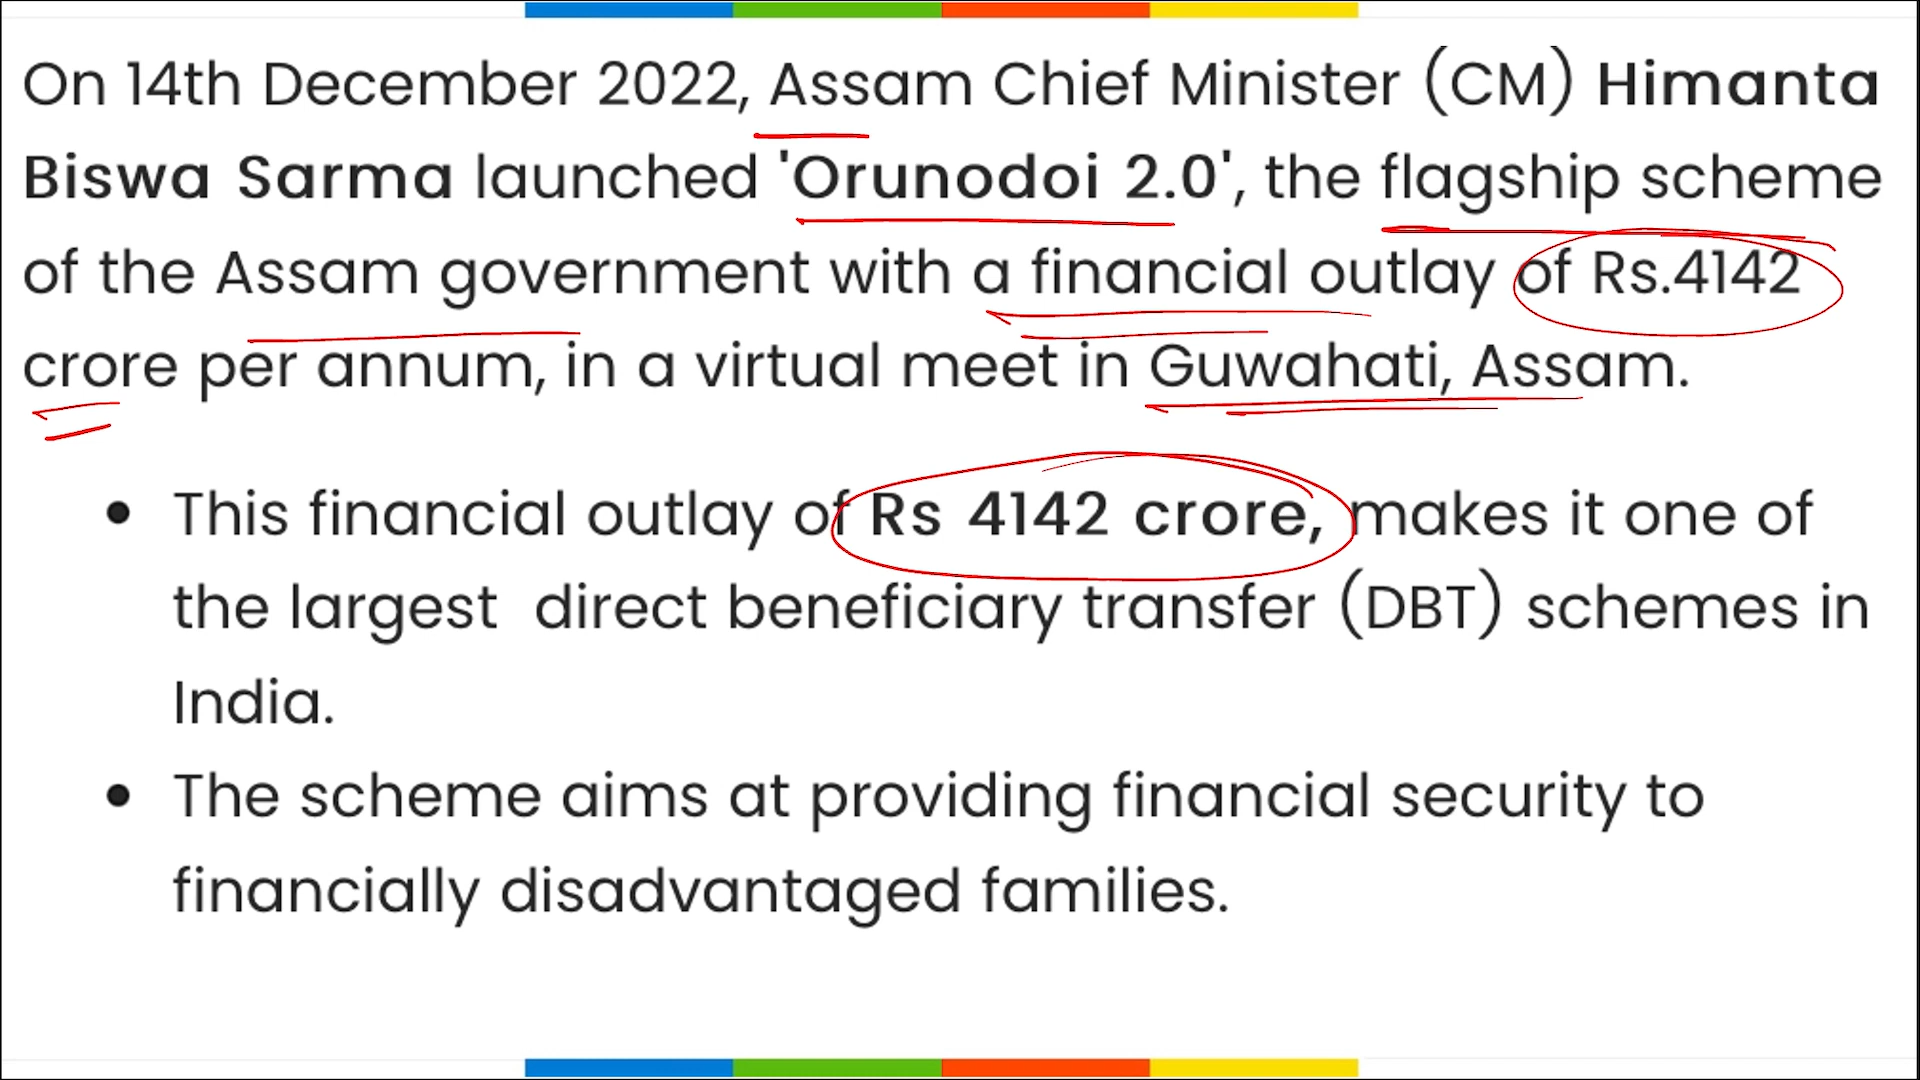 On 14th December 2022, Assam Chief Minister (CM) Himanta
Biswa Sarma launched 'Orunodoi 2.0', the flagship scheme
of the Assam government with a financial outlay of Rs.4142
crore per annum, in a virtual meet in Guwahati, Assam.
• This financial outlay of Rs 4142 crore, makes it one of
the largest direct beneficiary transfer (DBT) schemes in
India.
• The scheme aims at providing financial security to
financially disadvantaged families.